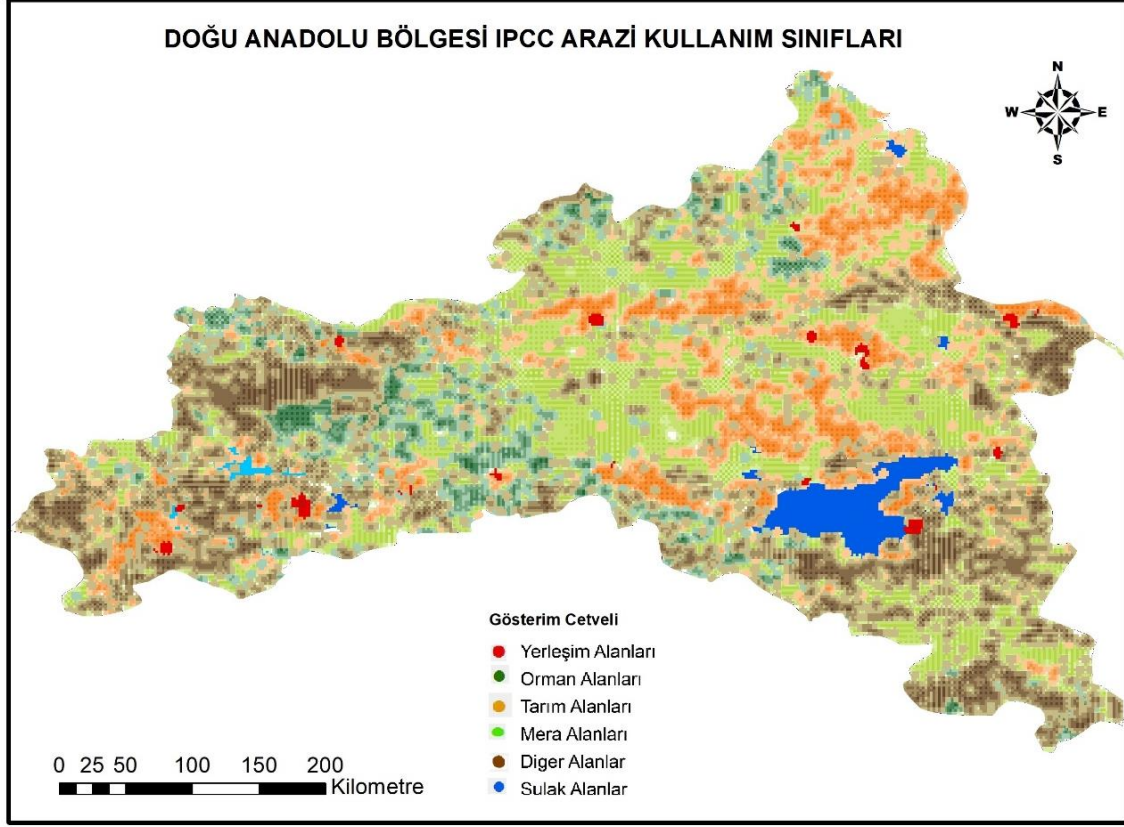 DOĞU ANADOLU BÖLGESİ IPCC ARAZİ KULLANIM SINIFLARI
N
W E
S
Gösterim Cetveli
Yerleşim Alanları
Orman Alanları
Tarım Alanları
Mera Alanları
Diger Alanlar
Sulak Alanlar
0 25 50 100 150 200
Kilometre